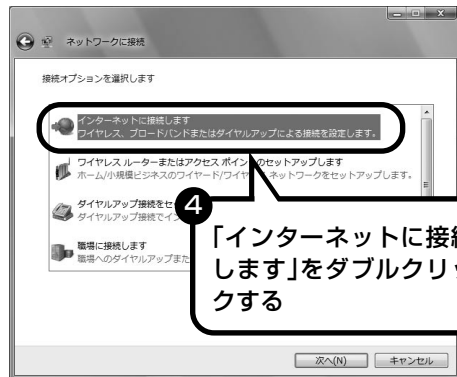 ネットワークに接続
接続オプションを選択します
インターネットに接続します
ワイヤレス、ブロードバンドまたはダイヤルアップによる接続を設定します。
ワイヤレス ルーターまたはアクセス ポイン のセットアップします
ホーム/小規模ビジネスのワイヤード/ワイヤ ネットワークをセットアップします。
ダイヤルアップ接続をセ
ダイヤルアップ接続でイン
職場に接続します
職場へのダイヤルアップまた
4
「インターネットに接続
します」をダブルクリッ
クする
次へ(N)
キャンセル